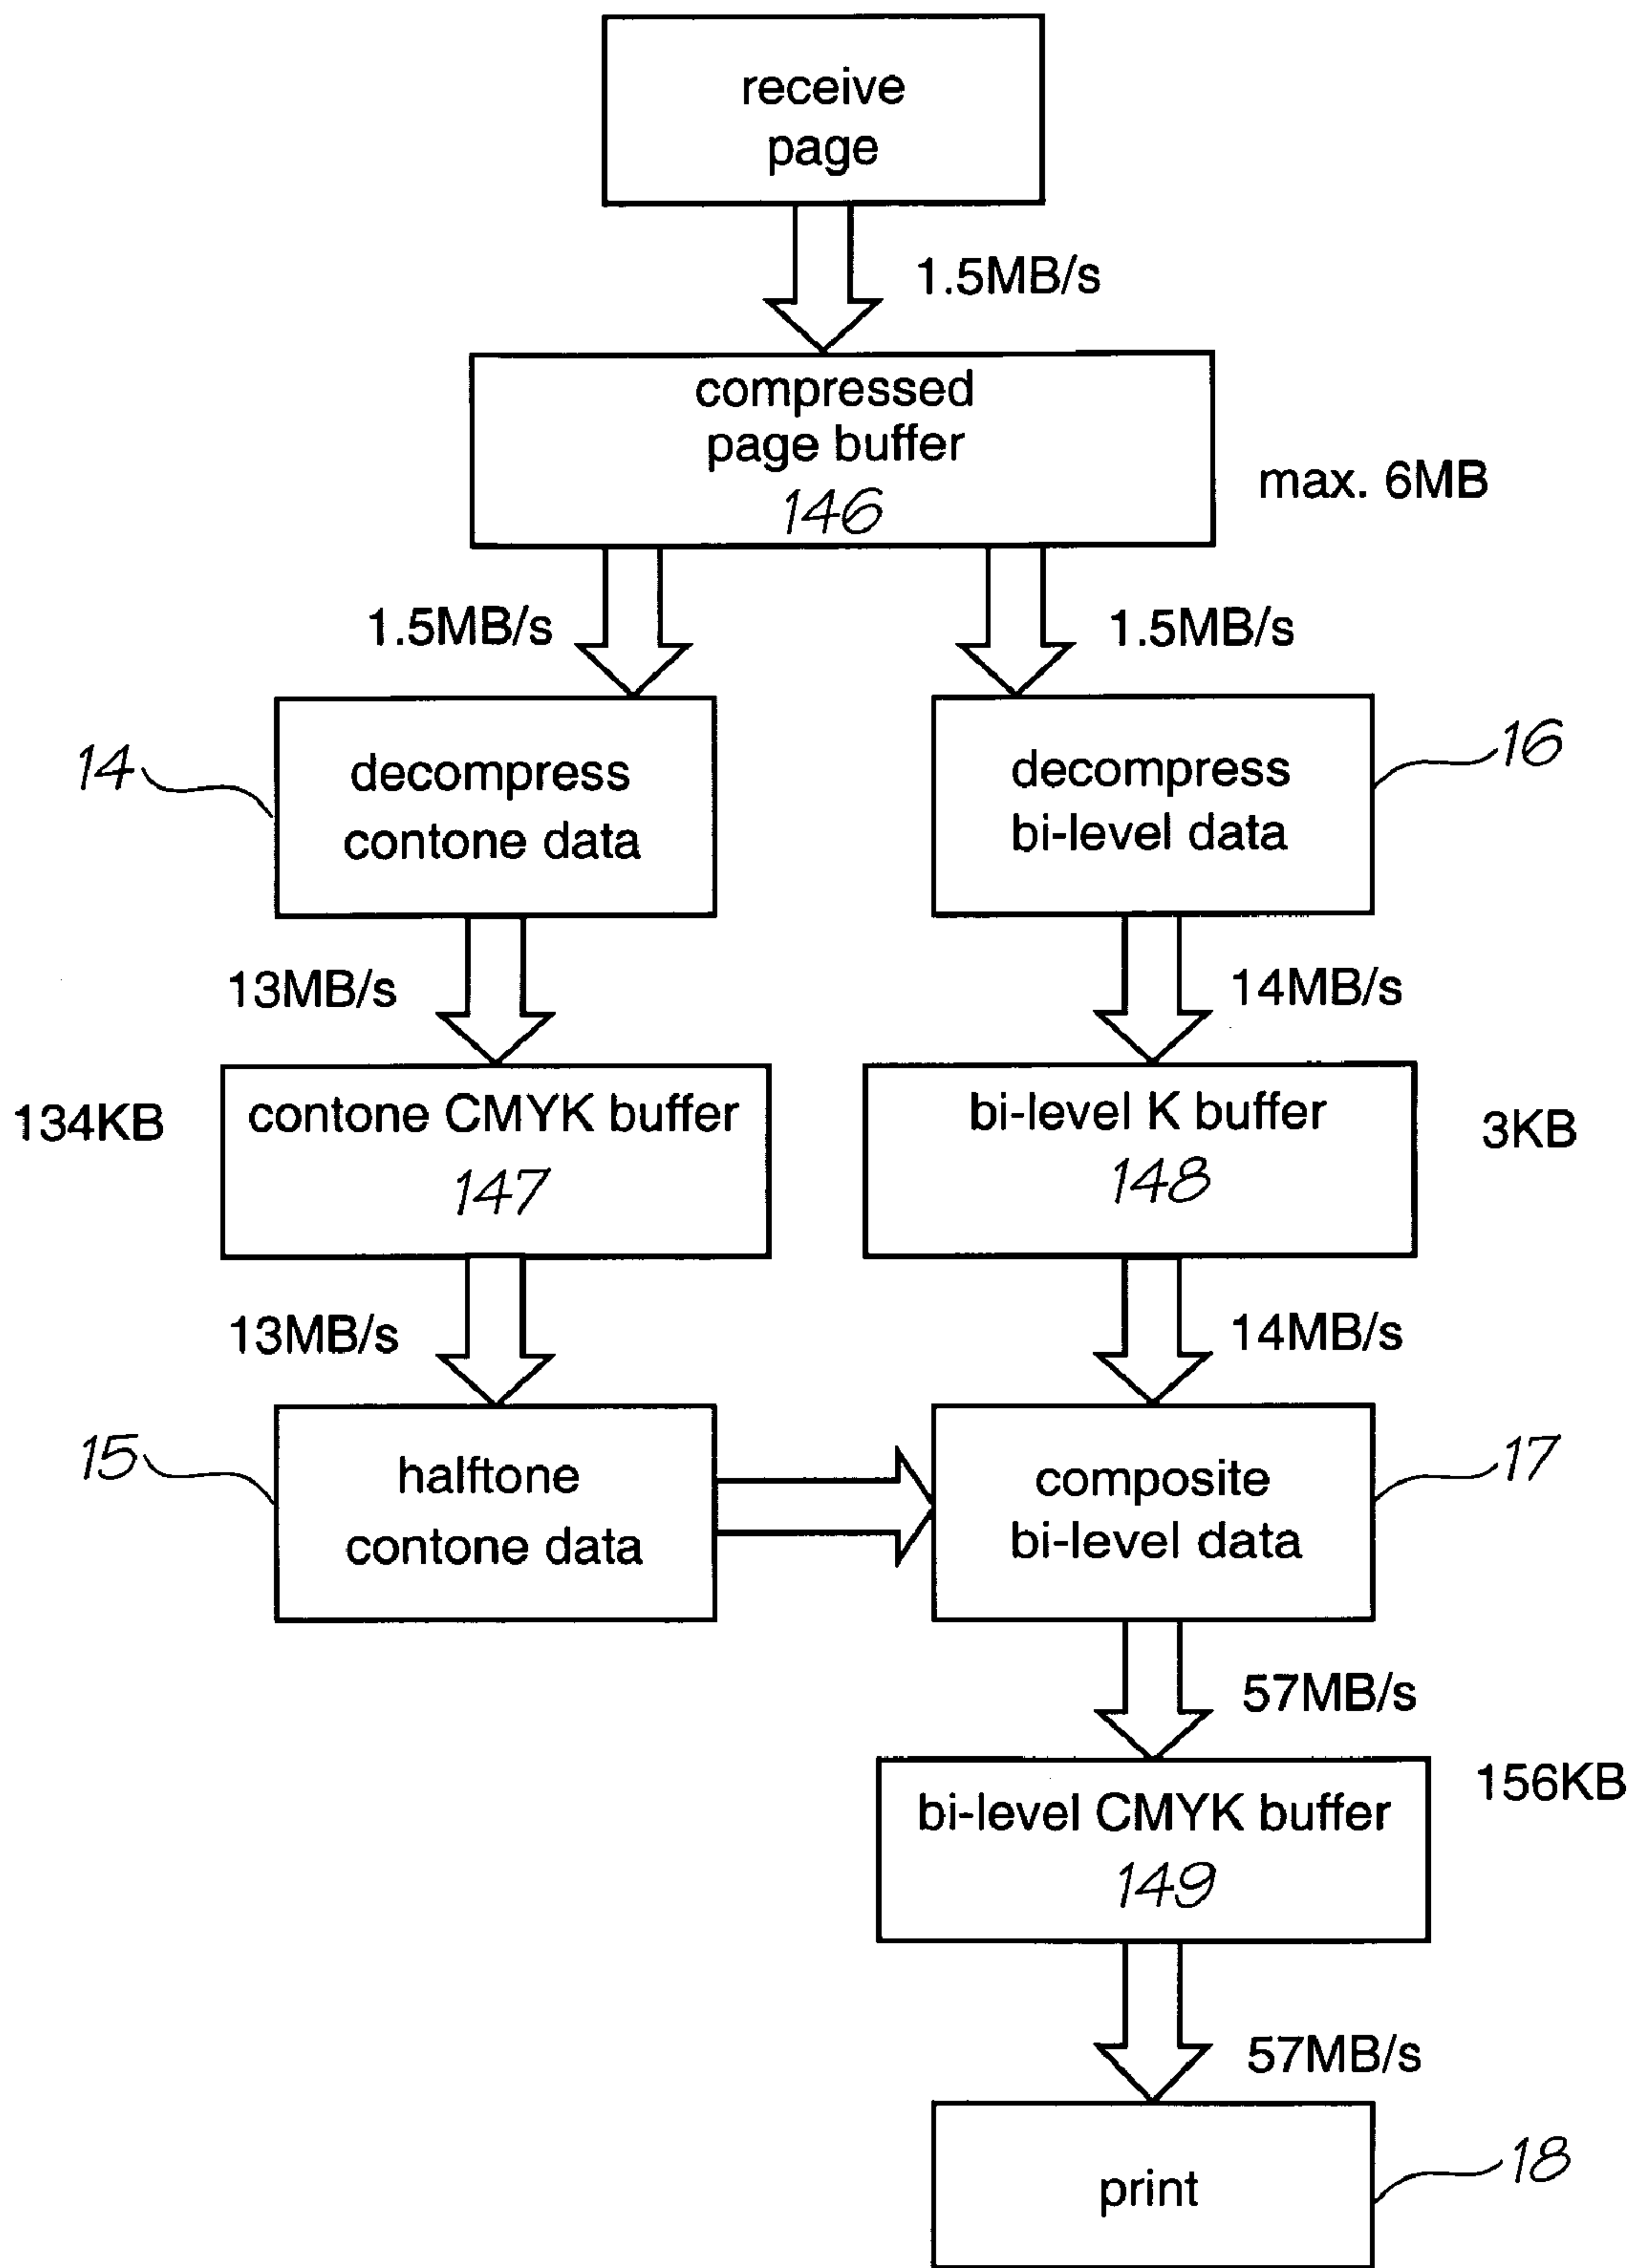 receive
page
1.5MB/s
compressed
page buffer
146
max. 6MB
1.5MB/s
1.5MB/s
14
decompress
contone data
decompress
bi-level data
16
13MB/s
14MB/s
134KB
contone CMYK buffer
147
bi-level K buffer
148
3KB
13MB/s
14MB/s
15
halftone
contone data
composite
bi-level data
17
57MB/s
bi-level CMYK buffer
149
156KB
57MB/s
print
18